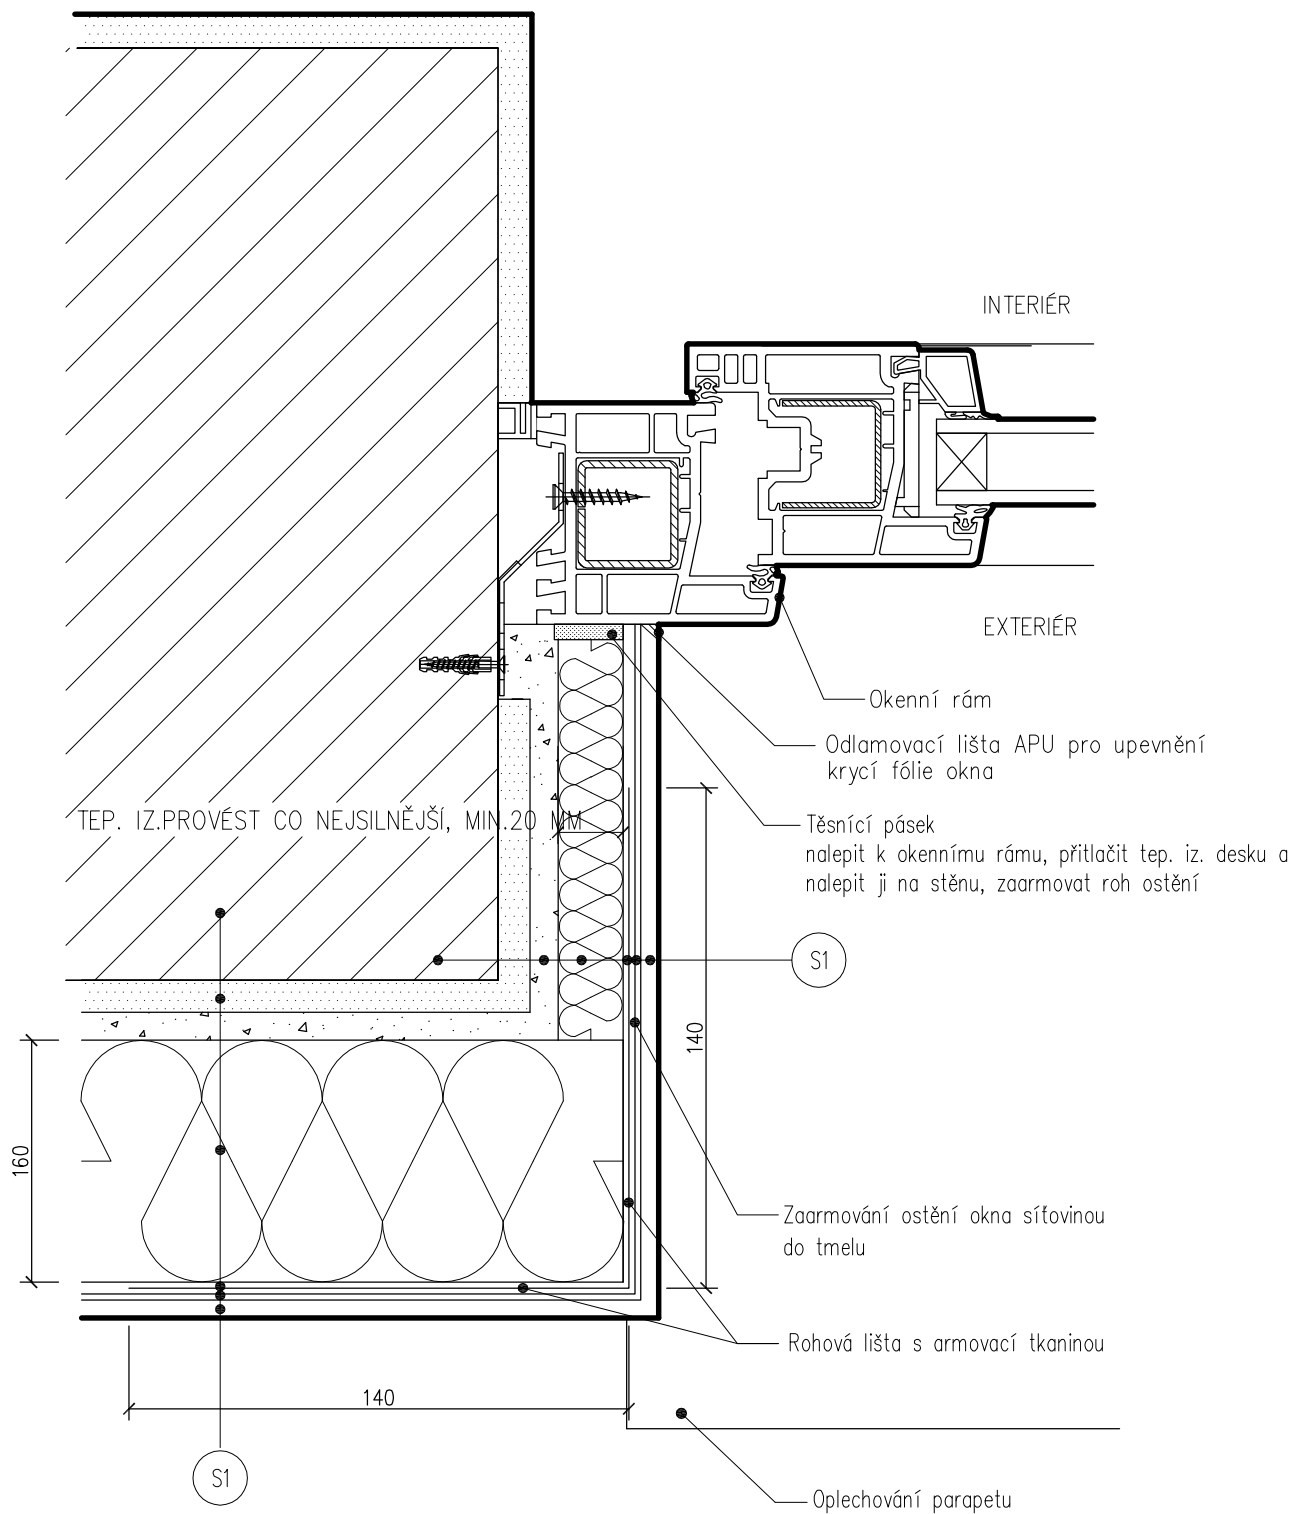 INTERIÉR
EXTERIÉR
Okenní rám
Odlamovací lišta APU pro upevnění
krycí fólie okna
TEP. IZ.PROVÉST CO NEJSILNĚJŠÍ, MIN.20 MM
Těsnící pásek
nalepit k okennímu rámu, přitlačit tep. iz. desku a
nalepit ji na stěnu, zaarmovat roh ostění
S1
140
160
Zaarmování ostění okna síťovinou
do tmelu
Rohová lišta s armovací tkaninou
140
S1
Oplechování parapetu